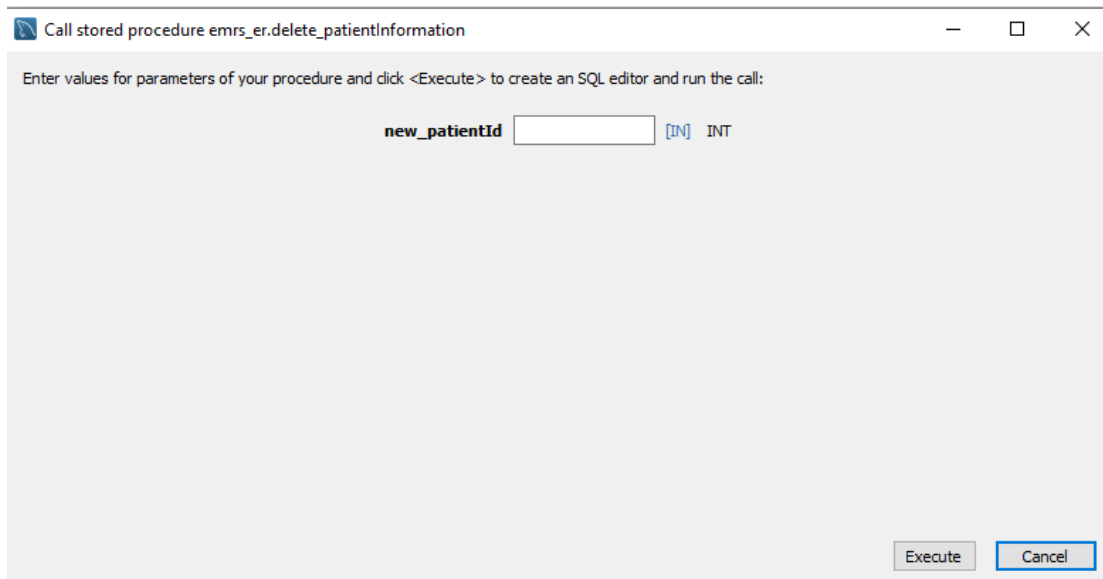 Call stored procedure emrs_er.delete_patientInformation
Enter values for parameters of your procedure and click <Execute> to create an SQL editor and run the call:
new_patientId [IN] INT
Execute Cancel